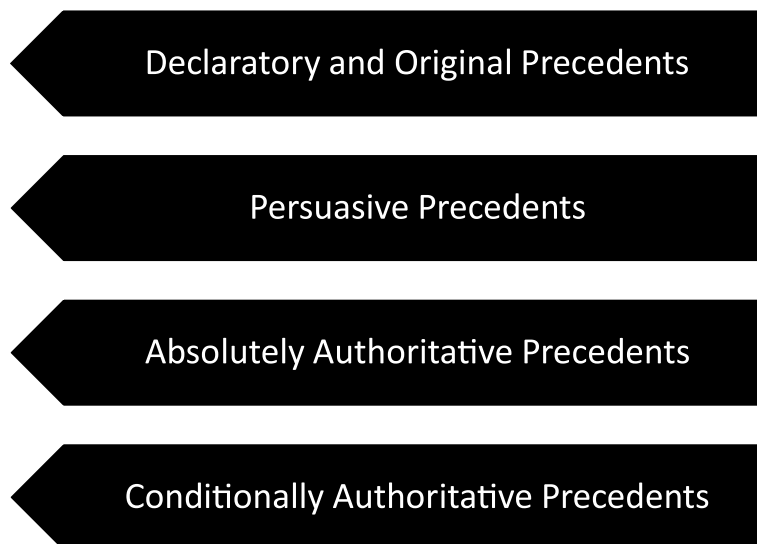 Declaratory and Original Precedents
Persuasive Precedents
Absolutely Authoritative Precedents
Conditionally Authoritative Precedents